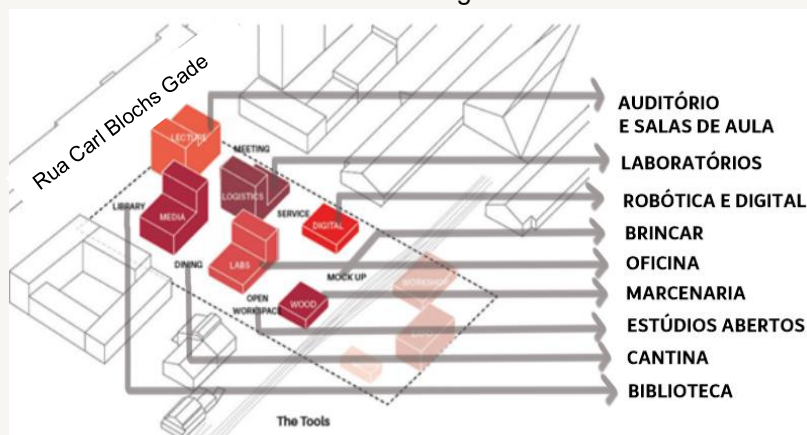 Rua Carl Blochs Gade
LECTURE
MEETING
LOGISTICS
LIBRARY
MEDIA
SERVICE
DIGITAL
DINING
LABS
MOCK UP
OPEN
WORKSPACE
WOOD
WORKSHOP
The Tools
AUDITÓRIO
E SALAS DE AULA
LABORATÓRIOS
ROBÓTICA E DIGITAL
BRINCAR
OFICINA
MARCENARIA
ESTÚDIOS ABERTOS
CANTINA
BIBLIOTECA